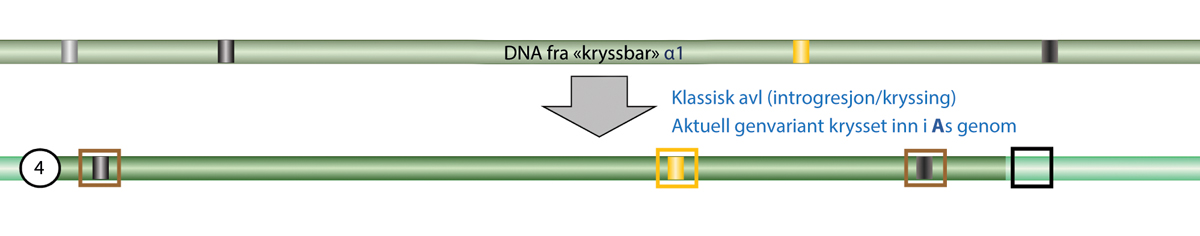 DNA fra «kryssbar» α1
Klassisk avl (introgresjon/kryssing)
Aktuell genvariant krysset inn i As genom
4